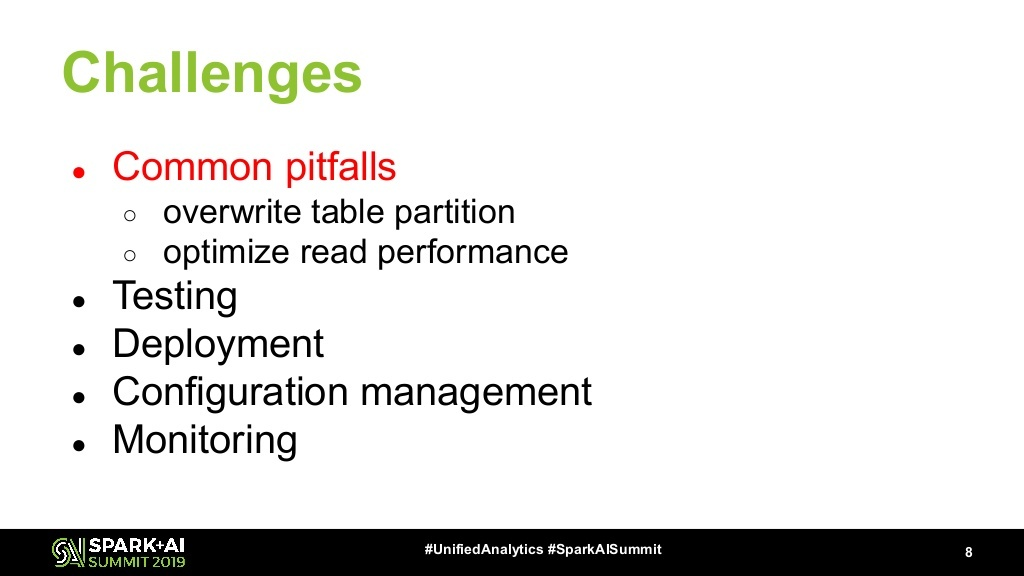 Challenges
● Common pitfalls
○ overwrite table partition
○ optimize read performance
● Testing
● Deployment
● Configuration management
● Monitoring
SPARK+AI
SUMMIT 2019
#UnifiedAnalytics #SparkAISummit
8